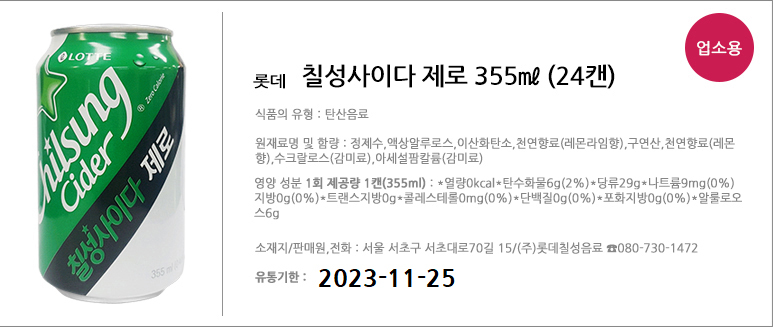 LOTTE
Zero Calorie
Chilsung
Cider
칠성사이다 제로
355 ml
업소용
롯데 칠성사이다 제로 355㎖ (24캔)
식품의 유형 : 탄산음료
원재료명 및 함량 : 정제수,액상알루로스,이산화탄소,천연향료(레몬라임향),구연산,천연향료(레몬
향),수크랄로스(감미료),아세설팜칼륨(감미료)
영양 성분 1회 제공량 1캔(355ml) : *열량0kcal*탄수화물6g(2%)*당류29g*나트륨9mg(0%)
지방0g(0%)*트랜스지방0g*콜레스테롤0mg(0%)*단백질0g(0%)*포화지방0g(0%)*알룰로오
스6g
소재지/판매원,전화 : 서울 서초구 서초대로70길 15/(주)롯데칠성음료 ☎080-730-1472
유통기한 : 2023-11-25